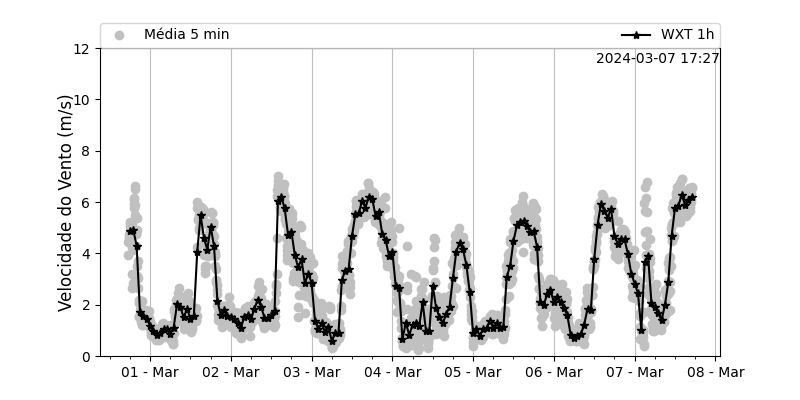 Média 5 min
WXT 1h
2024-03-07 17:27
Velocidade do Vento (m/s)
12
10
8
6
4
2
0
01 - Mar
02 - Mar
03 - Mar
04 - Mar
05 - Mar
06 - Mar
07 - Mar
08 - Mar